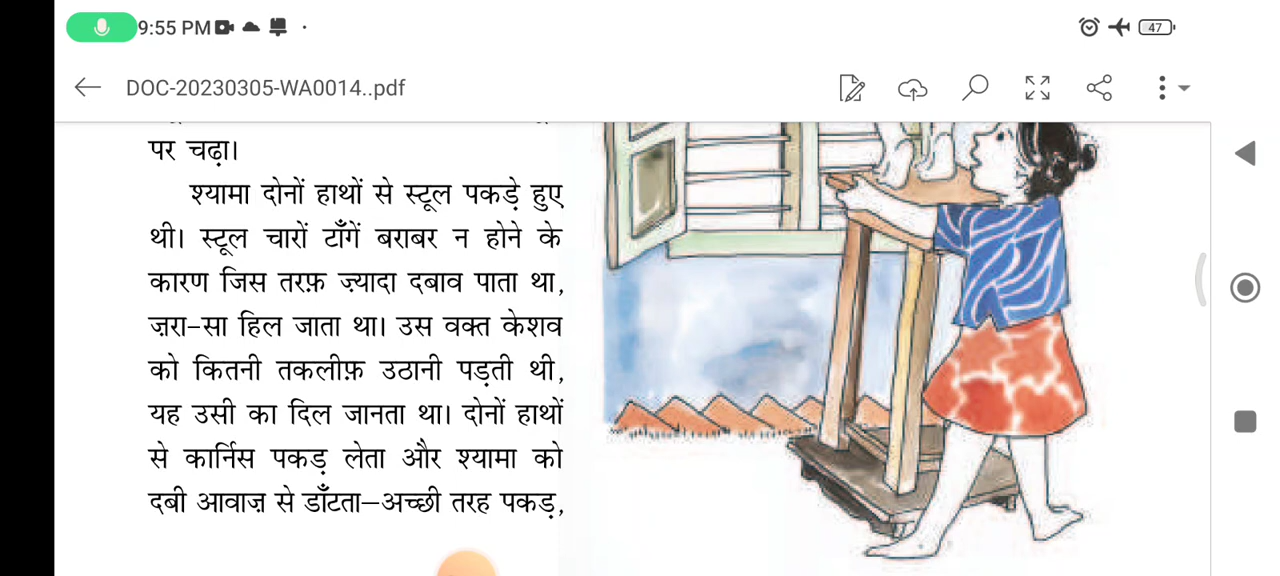 9:55 PM
47
DOC-20230305-WA0014..pdf
पर चढ़ा।
श्यामा दोनों हाथों से स्टूल पकड़े हुए
थी। स्टूल चारों टाँगें बराबर न होने के
कारण जिस तरफ़ ज़्यादा दबाव पाता था,
ज़रा-सा हिल जाता था। उस वक्त केशव
को कितनी तकलीफ़ उठानी पड़ती थी,
यह उसी का दिल जानता था। दोनों हाथों
से कार्निस पकड़ लेता और श्यामा को
दबी आवाज़ से डाँटता—अच्छी तरह पकड़,